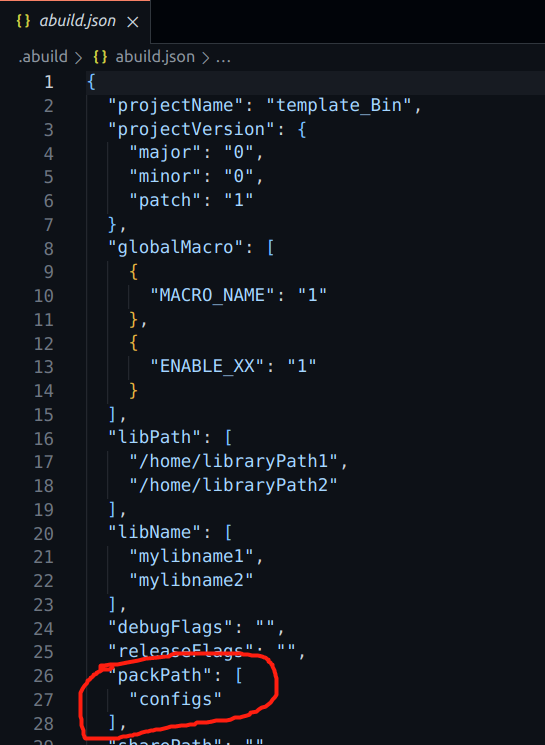 {} abuild.json ×
.abuild > {} abuild.json > ...
1 {
2 "projectName": "template_Bin",
3 "projectVersion": {
4 "major": "0",
5 "minor": "0",
6 "patch": "1"
7 },
8 "globalMacro": [
9 {
10 "MACRO_NAME": "1"
11 },
12 {
13 "ENABLE_XX": "1"
14 }
15 ],
16 "libPath": [
17 "/home/libraryPath1",
18 "/home/libraryPath2"
19 ],
20 "libName": [
21 "mylibname1",
22 "mylibname2"
23 ],
24 "debugFlags": "",
25 "releaseFlags": "",
26 "packPath": [
27 "configs"
28 ],
29 "sharePath": ""